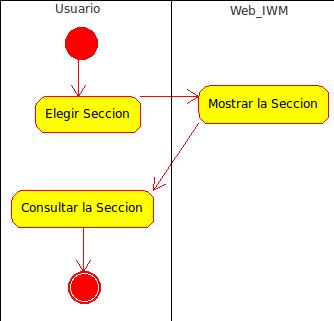 Usuario
Web_IWM
Elegir Seccion
Mostrar la Seccion
Consultar la Seccion